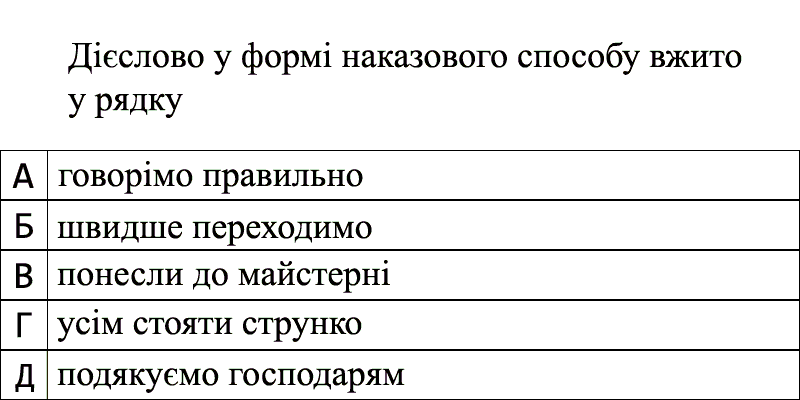 Дієслово у формі наказового способу вжито
у рядку
А говорімо правильно
Б швидше переходимо
В понесли до майстерні
Г усім стояти струнко
Д подякуємо господарям